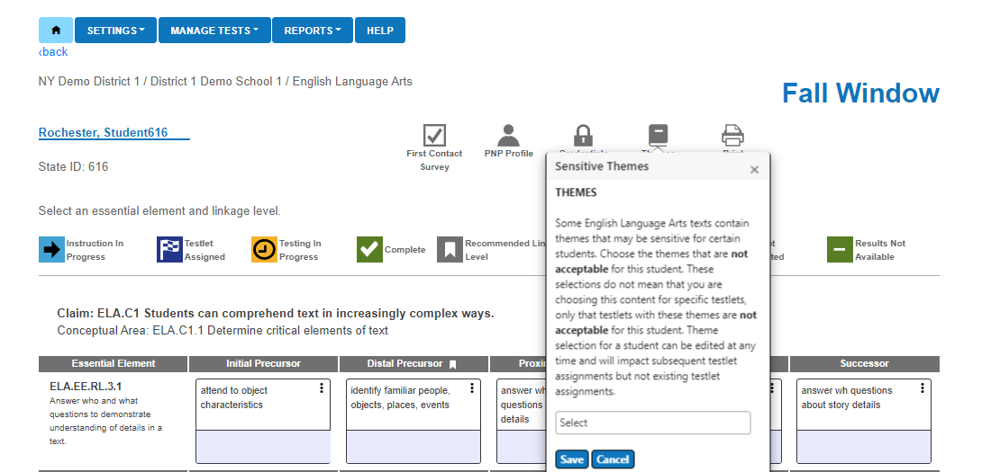 SETTINGS
MANAGE TESTS
REPORTS
HELP
‹back
NY Demo District 1 / District 1 Demo School 1 / English Language Arts
Fall Window
Rochester, Student616
First Contact
Survey
PNP Profile
State ID: 616
Select an essential element and linkage level.
Instruction In
Progress
Testlet
Assigned
Testing In
Progress
Complete
Recommended Lin
Level
Results Not
Available
Sensitive Themes
×
THEMES
Some English Language Arts texts contain
themes that may be sensitive for certain
students. Choose the themes that are not
acceptable for this student. These
selections do not mean that you are
choosing this content for specific testlets,
only that testlets with these themes are not
acceptable for this student. Theme
selection for a student can be edited at any
time and will impact subsequent testlet
assignments but not existing testlet
assignments.
Select
Save
Cancel
Claim: ELA.C1 Students can comprehend text in increasingly complex ways.
Conceptual Area: ELA.C1.1 Determine critical elements of text
Essential Element
Initial Precursor
Distal Precursor
Proxi
Successor
ELA.EE.RL.3.1
Answer who and what
questions to demonstrate
understanding of details in a
text.
attend to object
characteristics
identify familiar people,
objects, places, events
answer wh
questions
details
answer wh questions
about story details